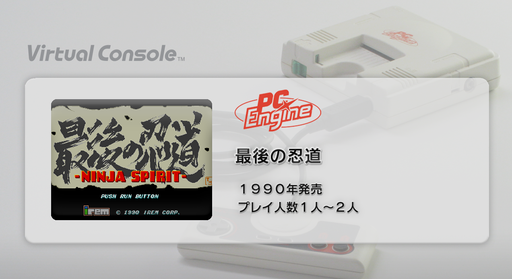 Virtual Console™
PC Engine
最後の忍道
-NINJA SPIRIT-
PUSH RUN BUTTON
irem
© 1990 IREM CORP.
最後の忍道
1990年発売
プレイ人数1人〜2人